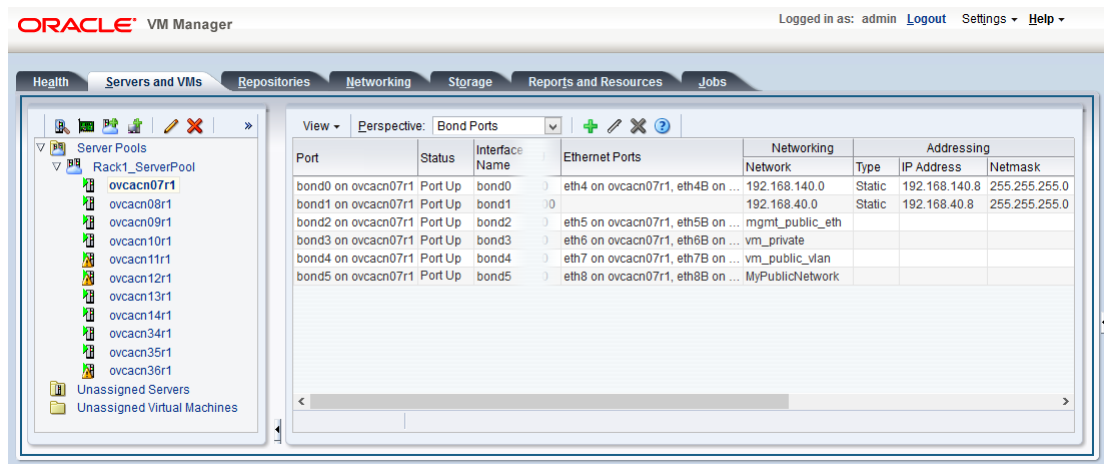 ORACLE® VM Manager
Logged in as: admin Logout Settings Help
Health Servers and VMs Repositories Networking Storage Reports and Resources Jobs
»
Server Pools
Rack1_ServerPool
ovcacn07r1
ovcacn08r1
ovcacn09r1
ovcacn10r1
ovcacn11r1
ovcacn12r1
ovcacn13r1
ovcacn14r1
ovcacn34r1
ovcacn35r1
ovcacn36r1
Unassigned Servers
Unassigned Virtual Machines
View Perspective: Bond Ports
Networking Addressing
Port Status Interface Name Ethernet Ports Network Type IP Address Netmask
bond0 on ovcacn07r1 Port Up bond0 eth4 on ovcacn07r1, eth4B on ... 192.168.140.0 Static 192.168.140.8 255.255.255.0
bond1 on ovcacn07r1 Port Up bond1 00 192.168.40.0 Static 192.168.40.8 255.255.255.0
bond2 on ovcacn07r1 Port Up bond2 eth5 on ovcacn07r1, eth5B on ... mgmt_public_eth
bond3 on ovcacn07r1 Port Up bond3 eth6 on ovcacn07r1, eth6B on ... vm_private
bond4 on ovcacn07r1 Port Up bond4 eth7 on ovcacn07r1, eth7B on ... vm_public_vlan
bond5 on ovcacn07r1 Port Up bond5 eth8 on ovcacn07r1, eth8B on ... MyPublicNetwork